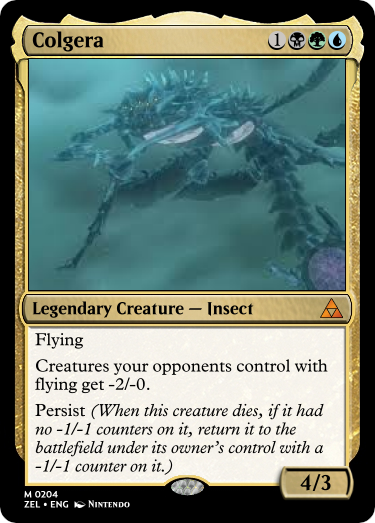 Colgera 1
Legendary Creature — Insect
Flying
Creatures your opponents control with
flying get -2/-0.
Persist (When this creature dies, if it had
no -1/-1 counters on it, return it to the
battlefield under its owner's control with a
-1/-1 counter on it.)
4/3
M 0204
ZEL • ENG Nintendo